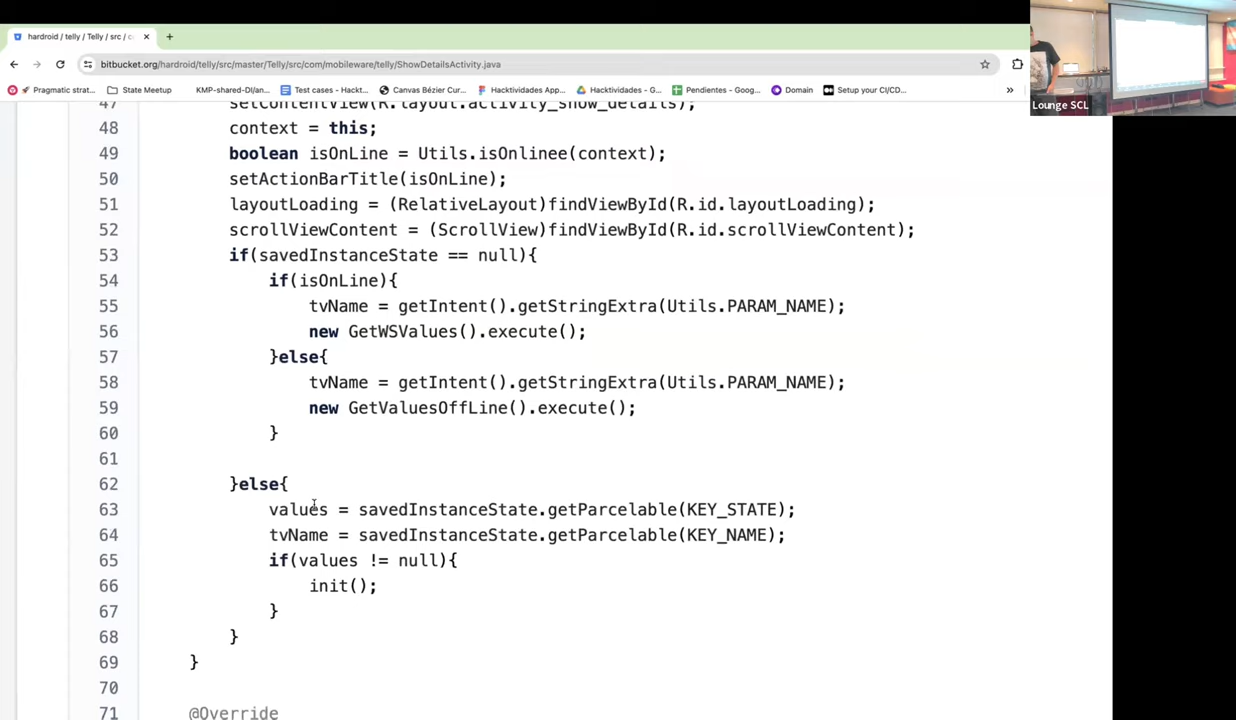 hardroid / telly / Telly / src / c
bitbucket.org/hardroid/telly/src/master/Telly/src/com/mobileware/telly/ShowDetailsActivity.java
Pragmatic strat... State Meetup KMP-shared-DI/an... Test cases - Hackt... Canvas Bézier Cur... Hacktividades App... Hacktividades - G... Pendientes - Goog... Domain Setup your CI/CD... »
Lounge SCL
47 setContentView(R.layout.activity_show_details);
48 context = this;
49 boolean isOnLine = Utils.isOnlinee(context);
50 setActionBarTitle(isOnLine);
51 layoutLoading = (RelativeLayout)findViewById(R.id.layoutLoading);
52 scrollViewContent = (ScrollView)findViewById(R.id.scrollViewContent);
53 if(savedInstanceState == null){
54 if(isOnLine){
55 tvName = getIntent().getStringExtra(Utils.PARAM_NAME);
56 new GetWSValues().execute();
57 }else{
58 tvName = getIntent().getStringExtra(Utils.PARAM_NAME);
59 new GetValuesOffLine().execute();
60 }
61
62 }else{
63 values = savedInstanceState.getParcelable(KEY_STATE);
64 tvName = savedInstanceState.getParcelable(KEY_NAME);
65 if(values != null){
66 init();
67 }
68 }
69 }
70
71 @Override